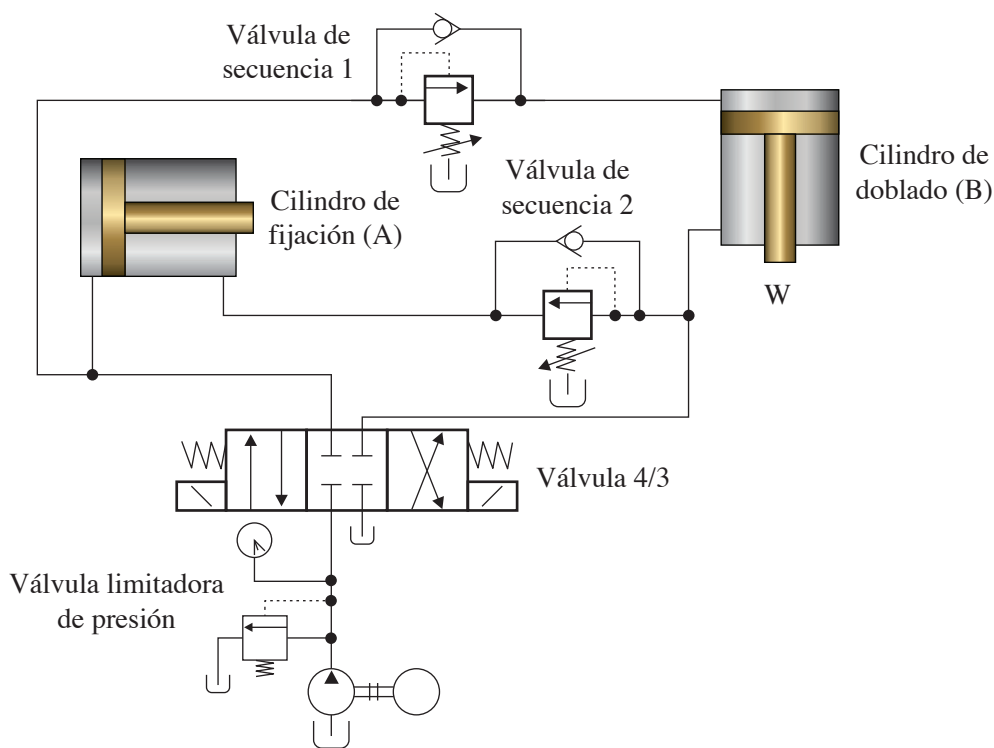 Válvula de
secuencia 1
Cilindro de
fijación (A)
Válvula de
secuencia 2
Cilindro de
doblado (B)
W
Válvula 4/3
Válvula limitadora
de presión